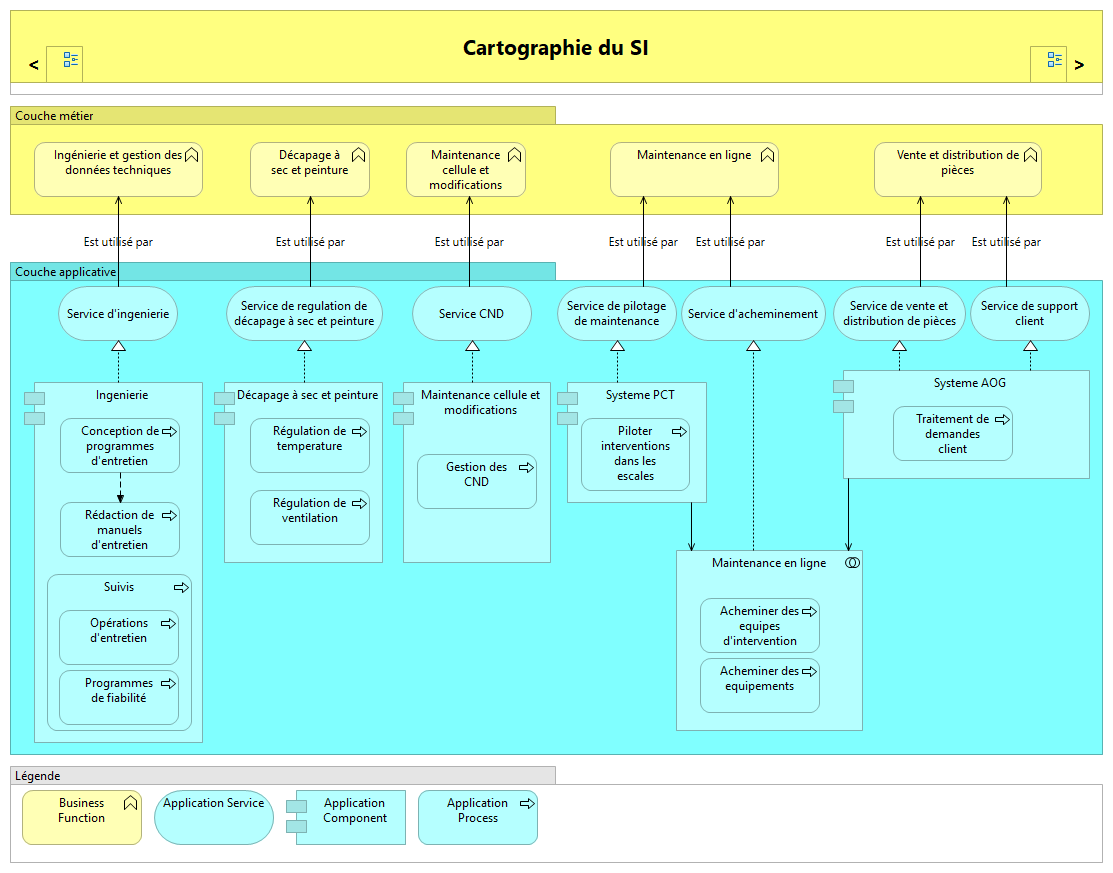 Cartographie du SI
<
>
Couche métier
Ingénierie et gestion des
données techniques
Décapage à
sec et peinture
Maintenance
cellule et
modifications
Maintenance en ligne
Vente et distribution de
pièces
Est utilisé par
Est utilisé par
Est utilisé par
Est utilisé par
Est utilisé par
Est utilisé par
Est utilisé par
Couche applicative
Service d'ingenierie
Service de regulation de
décapage à sec et peinture
Service CND
Service de pilotage
de maintenance
Service d'acheminement
Service de vente et
distribution de pièces
Service de support
client
Ingenierie
Conception de
programmes
d'entretien
Rédaction de
manuels
d'entretien
Suivis
Opérations
d'entretien
Programmes
de fiabilité
Décapage à sec et peinture
Régulation de
temperature
Régulation de
ventilation
Maintenance cellule et
modifications
Gestion des
CND
Systeme PCT
Piloter
interventions
dans les
escales
Systeme AOG
Traitement de
demandes
client
Maintenance en ligne
Acheminer des
equipes
d'intervention
Acheminer des
equipements
Légende
Business
Function
Application Service
Application
Component
Application
Process